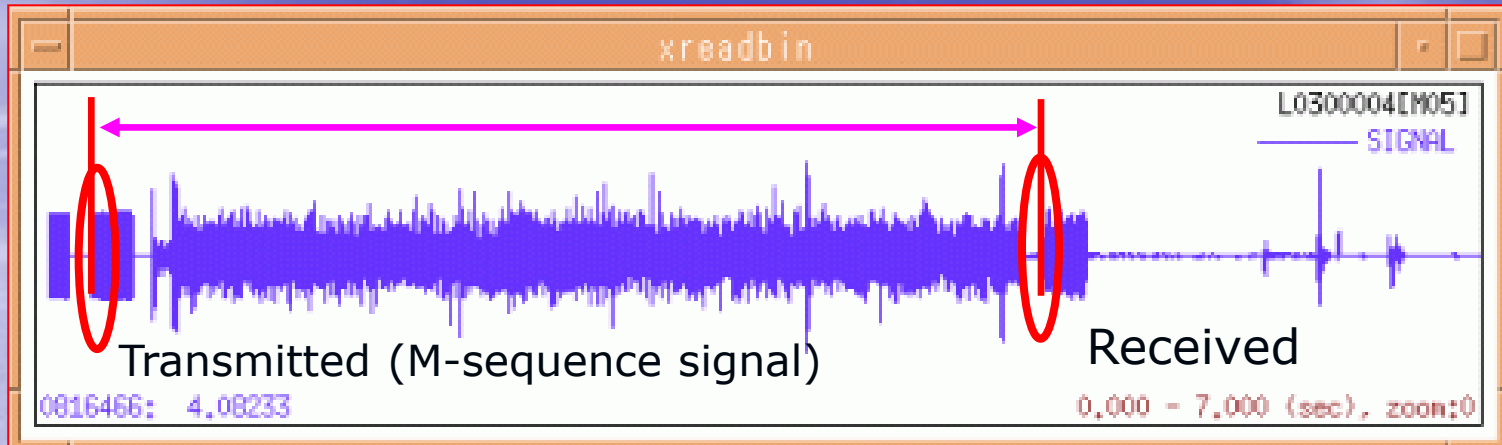 xreadbin
L0300004[M05]
SIGNAL
Transmitted (M-sequence signal)
Received
0816466: 4.08233
0.000 - 7.000 (sec), zoom:0